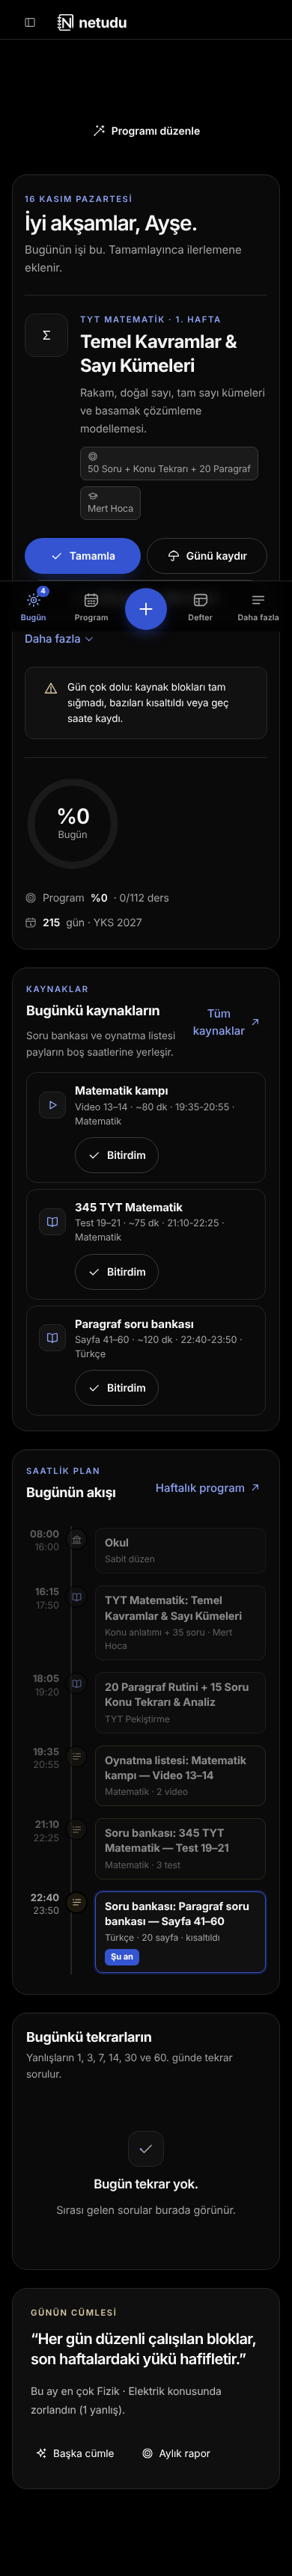 netudu
Programı düzenle
16 KASIM PAZARTESİ
İyi akşamlar, Ayşe.
Bugünün işi bu. Tamamlayınca ilerlemene
eklenir.
Σ
TYT MATEMATİK · 1. HAFTA
Temel Kavramlar &
Sayı Kümeleri
Rakam, doğal sayı, tam sayı kümeleri
ve basamak çözümleme
modellemesi.
50 Soru + Konu Tekrarı + 20 Paragraf
Mert Hoca
Tamamla
Günü kaydır
4
Bugün
Program
Defter
Daha fazla
Daha fazla
Gün çok dolu: kaynak blokları tam
sığmadı, bazıları kısaltıldı veya geç
saate kaydı.
%0
Bugün
Program %0 · 0/112 ders
215 gün · YKS 2027
KAYNAKLAR
Bugünkü kaynakların
Soru bankası ve oynatma listesi
payların boş saatlerine yerleşir.
Tüm
kaynaklar
Matematik kampı
Video 13–14 · ~80 dk · 19:35-20:55 ·
Matematik
Bitirdim
345 TYT Matematik
Test 19–21 · ~75 dk · 21:10-22:25 ·
Matematik
Bitirdim
Paragraf soru bankası
Sayfa 41–60 · ~120 dk · 22:40-23:50 ·
Türkçe
Bitirdim
SAATLİK PLAN
Bugünün akışı
Haftalık program
08:00
16:00
Okul
Sabit düzen
16:15
17:50
TYT Matematik: Temel
Kavramlar & Sayı Kümeleri
Konu anlatımı + 35 soru · Mert
Hoca
18:05
19:20
20 Paragraf Rutini + 15 Soru
Konu Tekrarı & Analiz
TYT Pekiştirme
19:35
20:55
Oynatma listesi: Matematik
kampı — Video 13–14
Matematik · 2 video
21:10
22:25
Soru bankası: 345 TYT
Matematik — Test 19–21
Matematik · 3 test
22:40
23:50
Soru bankası: Paragraf soru
bankası — Sayfa 41–60
Türkçe · 20 sayfa · kısaltıldı
Şu an
Bugünkü tekrarların
Yanlışların 1, 3, 7, 14, 30 ve 60. günde tekrar
sorulur.
Bugün tekrar yok.
Sırası gelen sorular burada görünür.
GÜNÜN CÜMLESİ
“Her gün düzenli çalışılan bloklar,
son haftalardaki yükü hafifletir.”
Bu ay en çok Fizik · Elektrik konusunda
zorlandın (1 yanlış).
Başka cümle
Aylık rapor